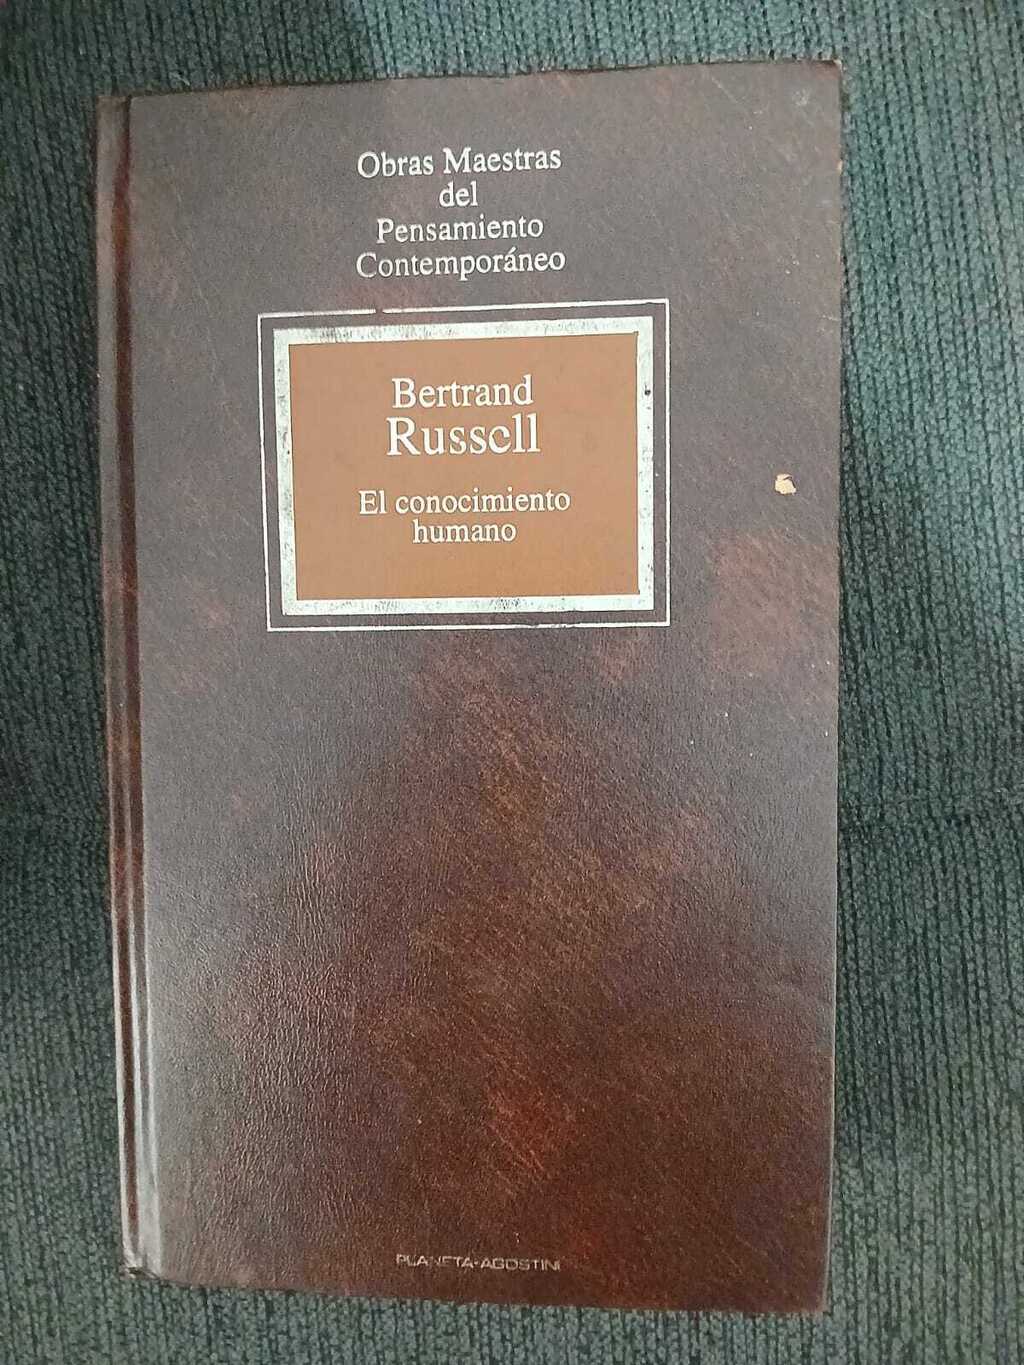 Obras Maestras
del
Pensamiento
Contemporáneo
Bertrand
Russell
El conocimiento
humano
PLANETA-AGOSTINI